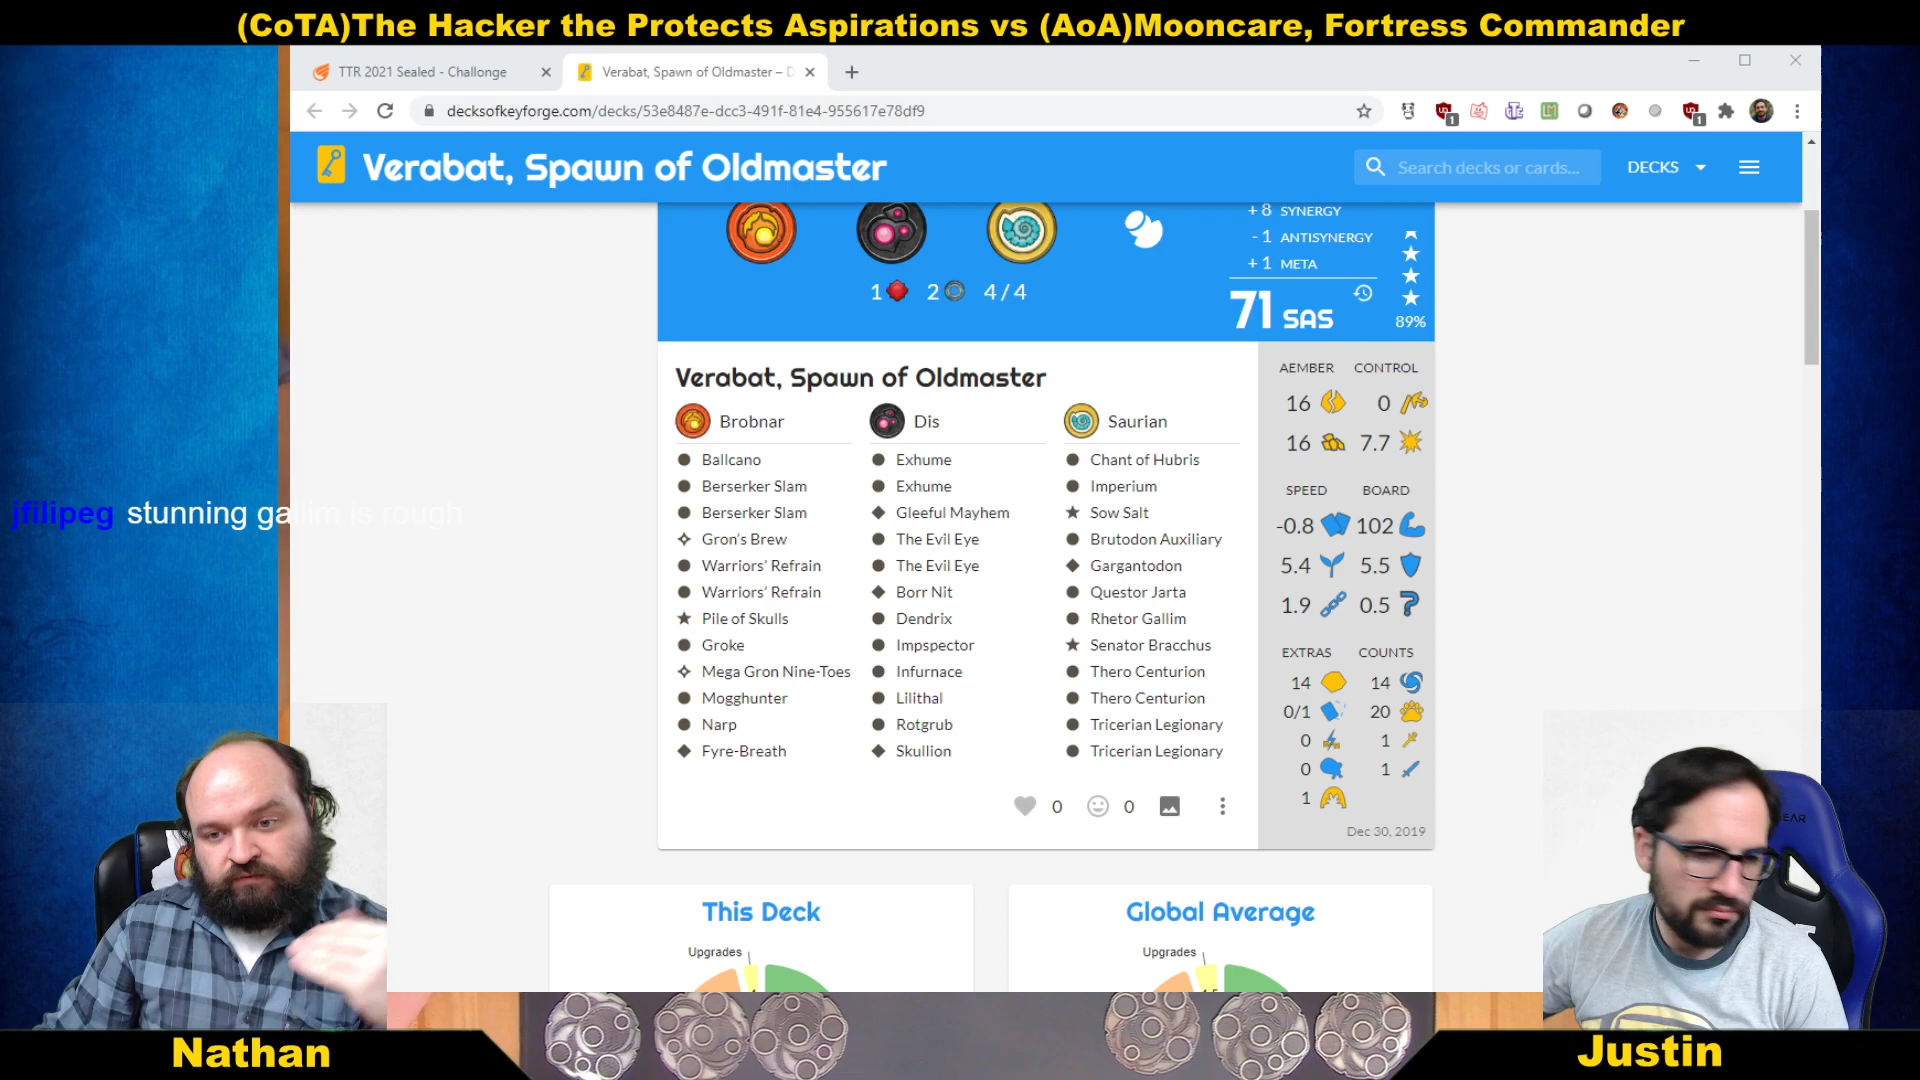 (CoTA)The Hacker the Protects Aspirations vs (AoA)Mooncare, Fortress Commander
TTR 2021 Sealed - Challonge
Verabat, Spawn of Oldmaster – D
decksofkeyforge.com/decks/53e8487e-dcc3-491f-81e4-955617e78df9
1
1
Verabat, Spawn of Oldmaster
Search decks or cards...
DECKS
+ 8 SYNERGY
- 1 ANTISYNERGY
+ 1 META
1 2 4 / 4
71 SAS
89%
Verabat, Spawn of Oldmaster
Brobnar
Ballcano
Berserker Slam
Berserker Slam
Gron's Brew
Warriors' Refrain
Warriors' Refrain
Pile of Skulls
Groke
Mega Gron Nine-Toes
Mogghunter
Narp
Fyre-Breath
Dis
Exhume
Exhume
Gleeful Mayhem
The Evil Eye
The Evil Eye
Borr Nit
Dendrix
Impspector
Infurnace
Lilithal
Rotgrub
Skullion
Saurian
Chant of Hubris
Imperium
Sow Salt
Brutodon Auxiliary
Gargantodon
Questor Jarta
Rhetor Gallim
Senator Bracchus
Thero Centurion
Thero Centurion
Tricerian Legionary
Tricerian Legionary
0 0
AEMBER CONTROL
16 0
16 7.7
SPEED BOARD
-0.8 102
5.4 5.5
1.9 0.5
EXTRAS COUNTS
14 14
0/1 20
0 1
0 1
1
Dec 30, 2019
jfilipeg stunning gallim is rough
This Deck
Upgrades
Global Average
Upgrades
Nathan
Justin